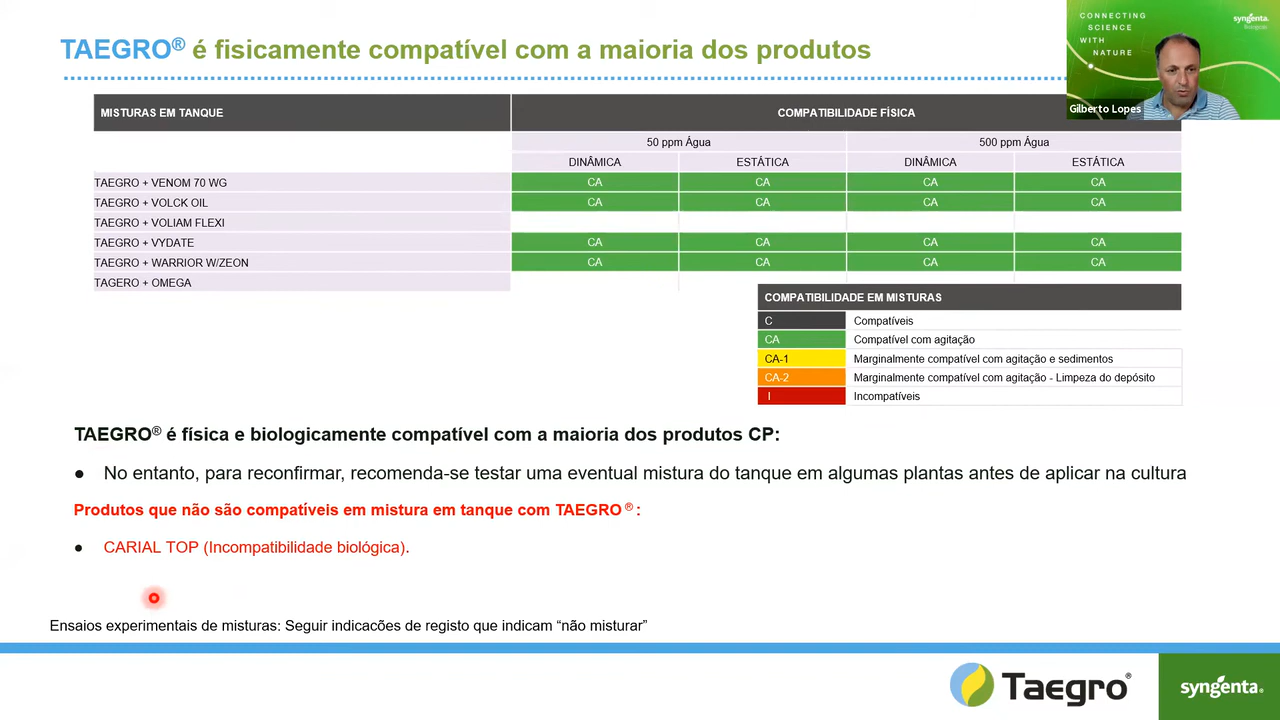 TAEGRO® é fisicamente compatível com a maioria dos produtos
CONNECTING
SCIENCE
WITH
NATURE
syngenta.
Gilberto Lopes
MISTURAS EM TANQUE COMPATIBILIDADE FÍSICA
50 ppm Água 500 ppm Água
DINÂMICA ESTÁTICA DINÂMICA ESTÁTICA
TAEGRO + VENOM 70 WG CA CA CA CA
TAEGRO + VOLCK OIL CA CA CA CA
TAEGRO + VOLIAM FLEXI
TAEGRO + VYDATE CA CA CA CA
TAEGRO + WARRIOR W/ZEON CA CA CA CA
TAGERO + OMEGA
COMPATIBILIDADE EM MISTURAS
C Compatíveis
CA Compatível com agitação
CA-1 Marginalmente compatível com agitação e sedimentos
CA-2 Marginalmente compatível com agitação - Limpeza do depósito
I Incompatíveis
TAEGRO® é física e biologicamente compatível com a maioria dos produtos CP:
● No entanto, para reconfirmar, recomenda-se testar uma eventual mistura do tanque em algumas plantas antes de aplicar na cultura
Produtos que não são compatíveis em mistura em tanque com TAEGRO®:
● CARIAL TOP (Incompatibilidade biológica).
Ensaios experimentais de misturas: Seguir indicacões de registo que indicam “não misturar”
Taegro®
syngenta®